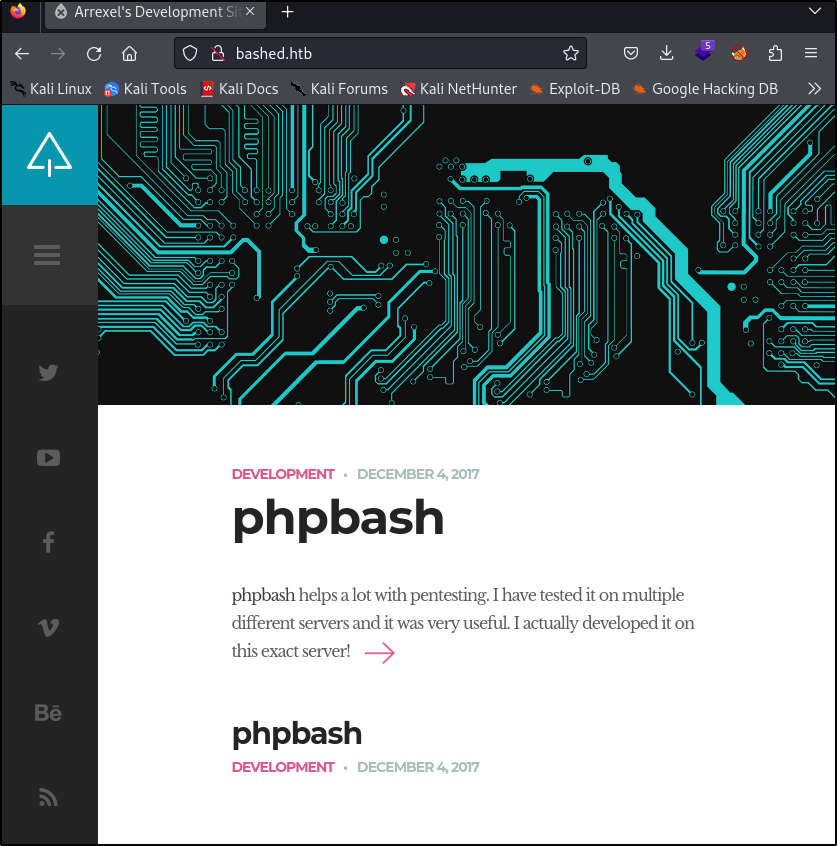 Arrexel's Development Sit
bashed.htb
5
Kali Linux Kali Tools Kali Docs Kali Forums Kali NetHunter Exploit-DB Google Hacking DB
DEVELOPMENT • DECEMBER 4, 2017
phpbash
phpbash helps a lot with pentesting. I have tested it on multiple
different servers and it was very useful. I actually developed it on
this exact server!
Bē
phpbash
DEVELOPMENT • DECEMBER 4, 2017